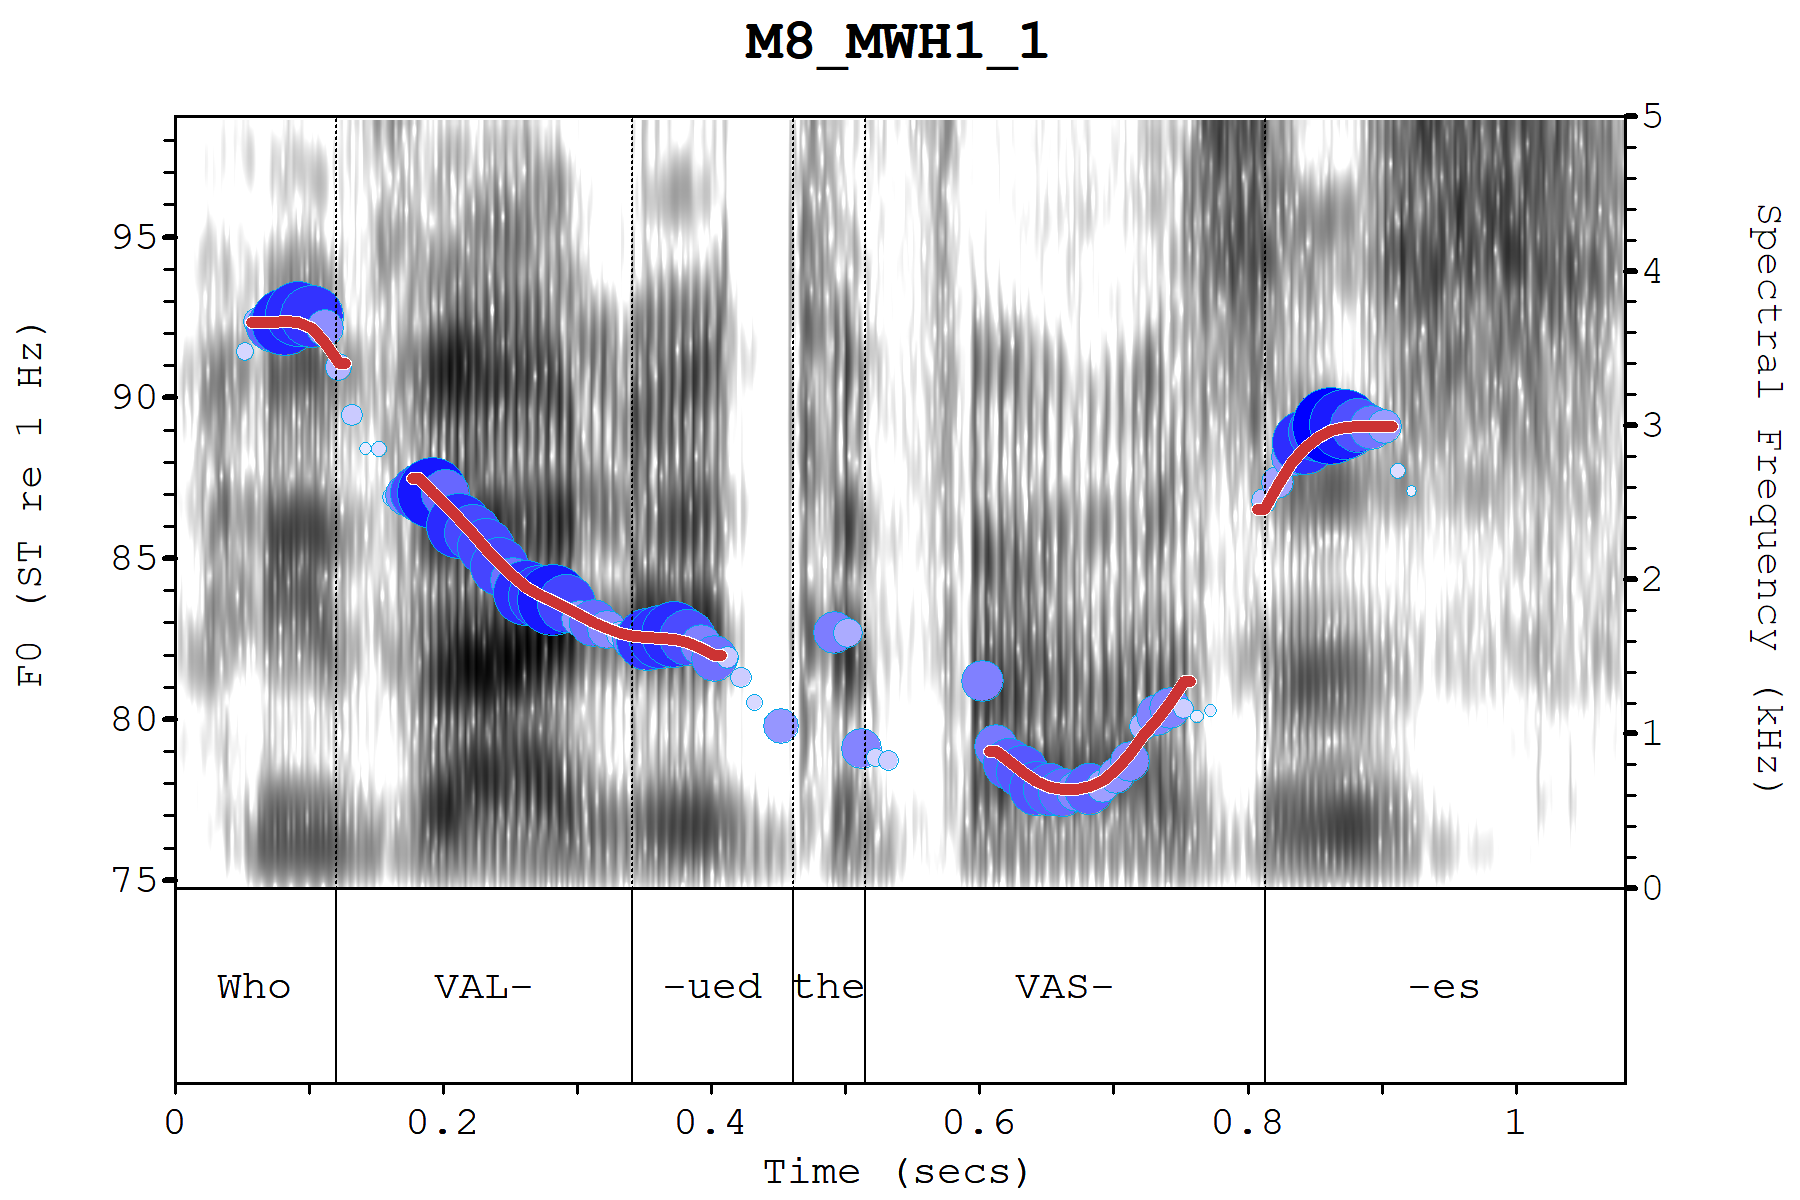 M8_MWH1_1
F0 (ST re 1 Hz)
95
90
85
80
75
5
4
3
2
1
0
Spectral Frequency (kHz)
Who VAL- -ued the VAS- -es
0 0.2 0.4 0.6 0.8 1
Time (secs)